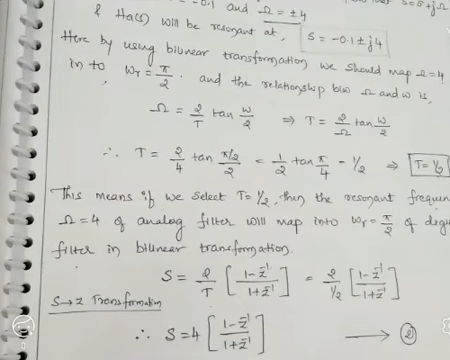 -0.1 and Ω = ±4 s=σ+jΩ
& Ha(s) will be resonant at, S = -0.1 ± j4
Here by using bilinear transformation we should map Ω=4
in to ωr = π/2 . and the relationship b/w Ω and ω is,
Ω = 2/T tan ω/2 ⇒ T = 2/Ω tan ω/2
∴ T = 2/4 tan (π/2)/2 = 1/2 tan π/4 = 1/2 ⇒ T = 1/2
This means if we select T= 1/2, then the resonant frequen
Ω=4 of analog filter will map into ωr = π/2 of digi
filter in bilinear transformation.
S = 2/T [ (1-z⁻¹)/(1+z⁻¹) ] = 2/(1/2) [ (1-z⁻¹)/(1+z⁻¹) ]
S→z Transformation
∴ S = 4 [ (1-z⁻¹)/(1+z⁻¹) ] → ②